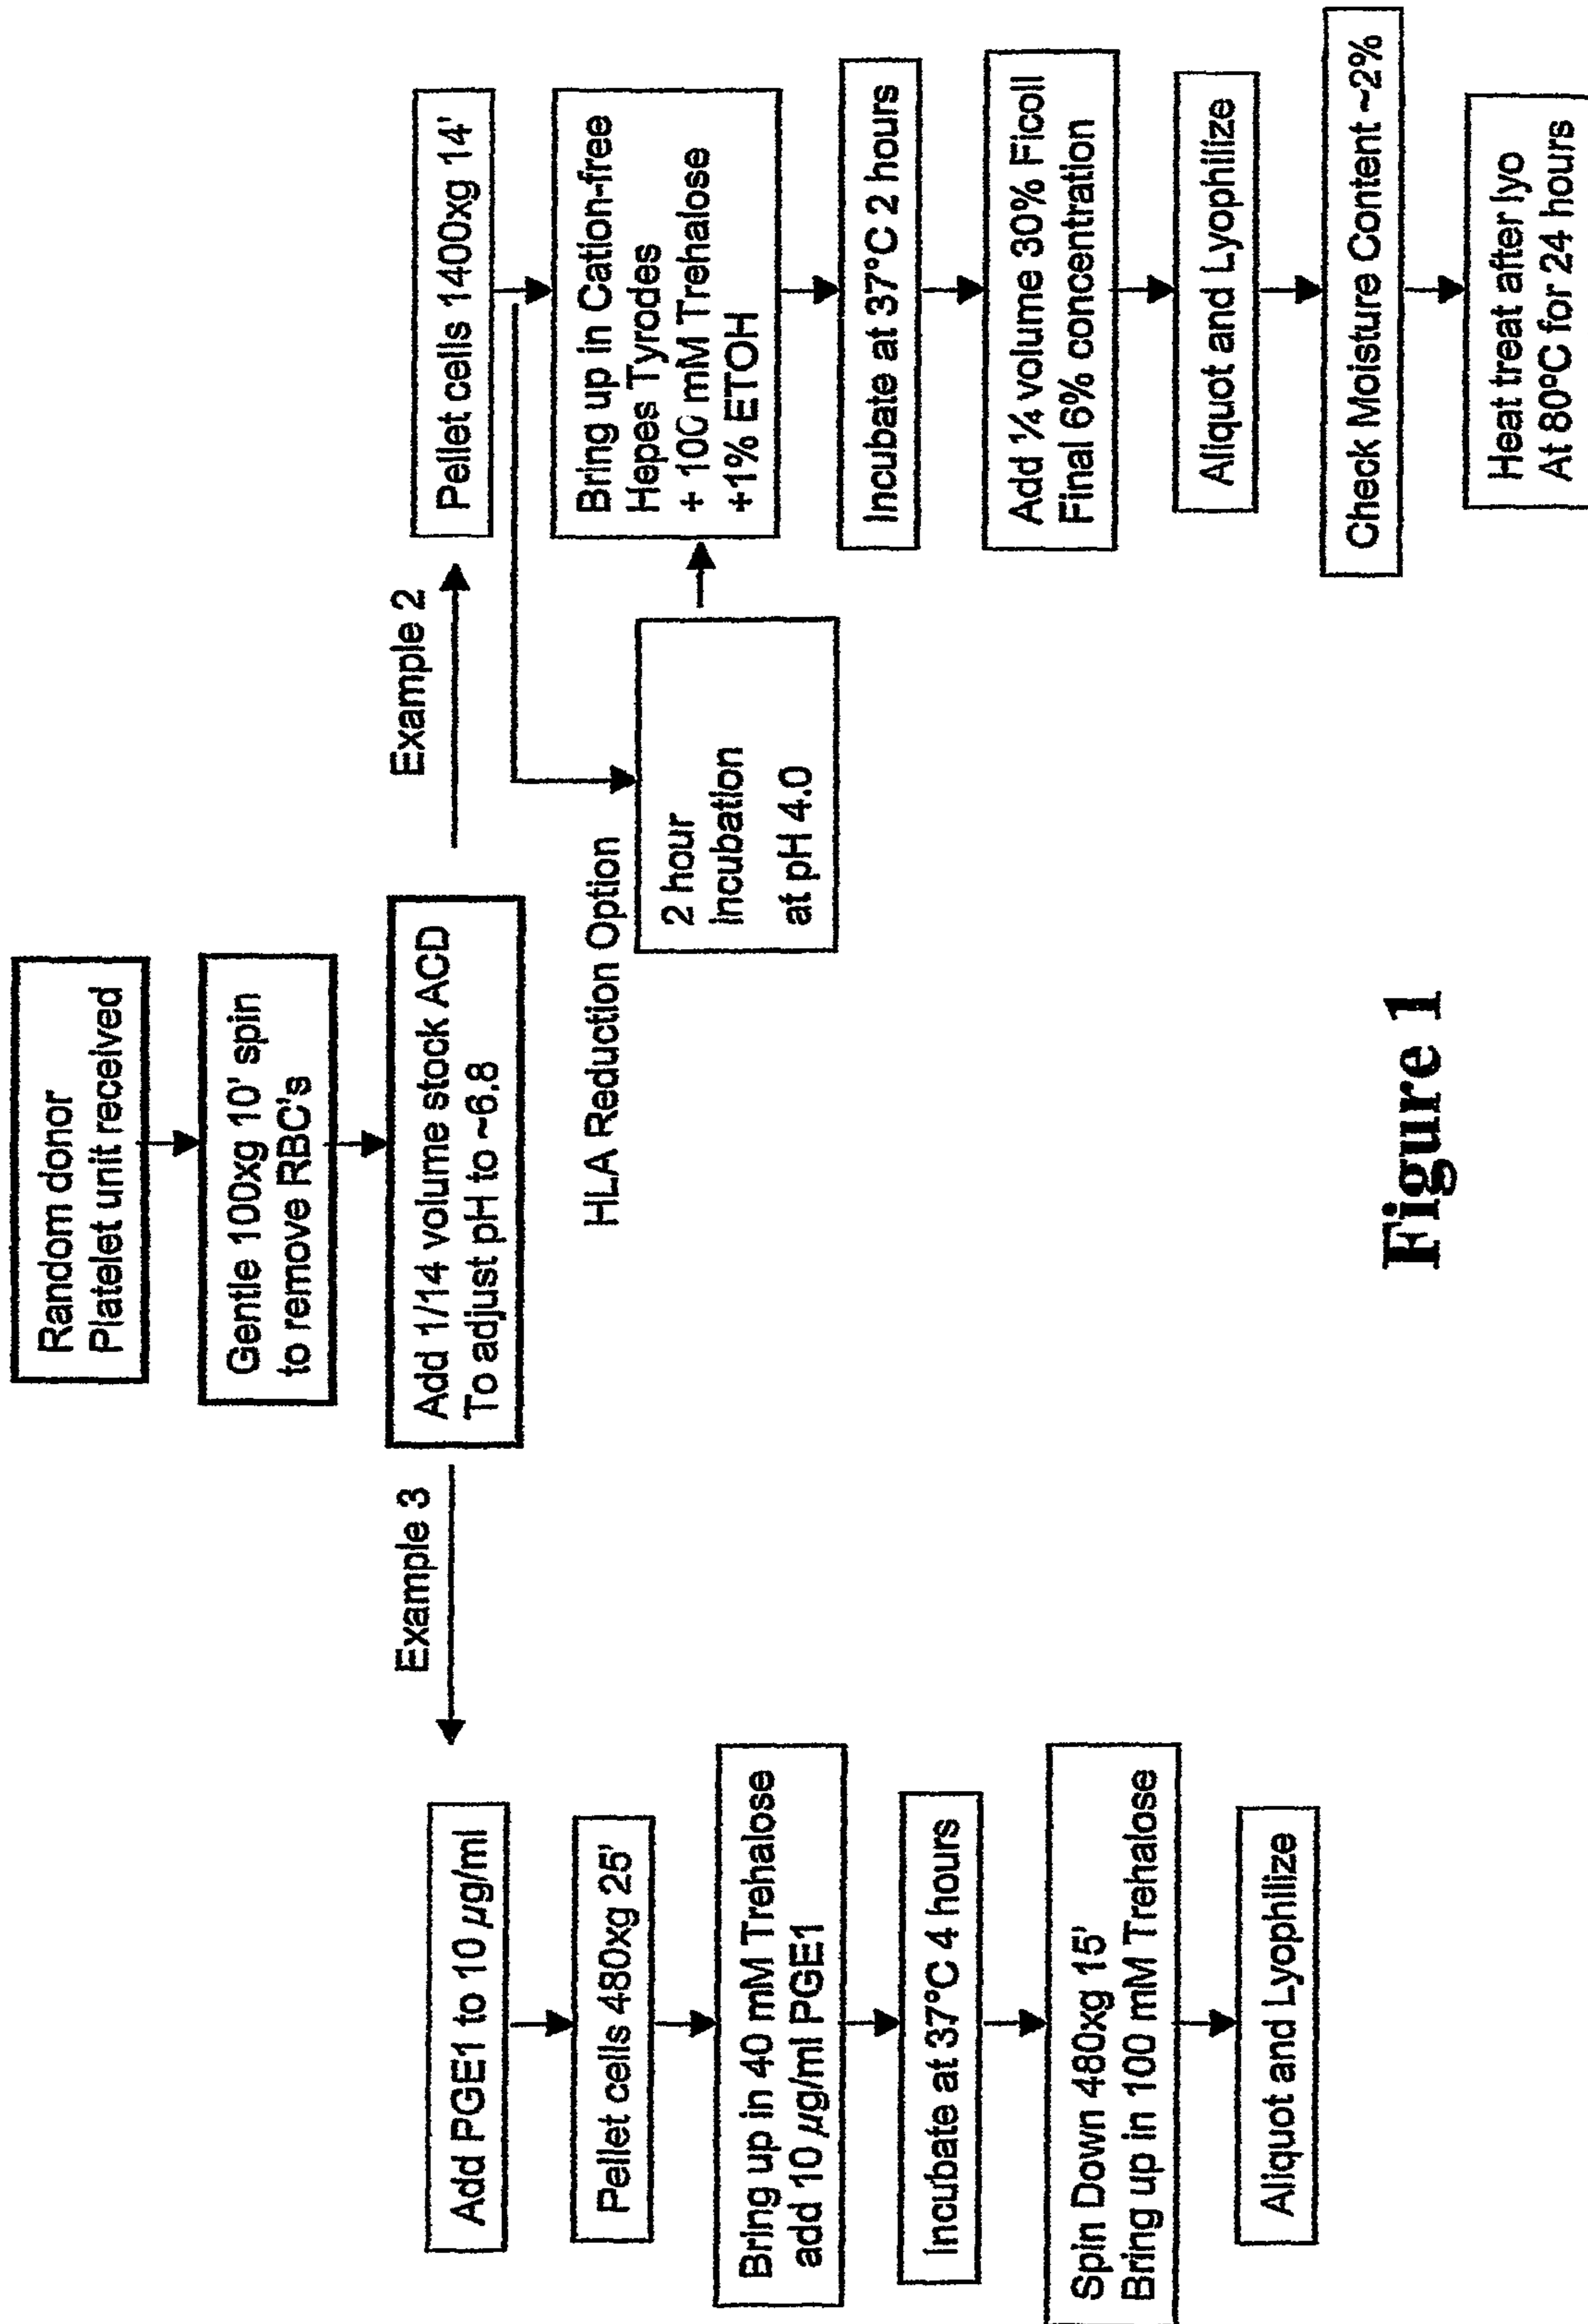 Random donor
Platelet unit received
Gentle 100xg 10' spin
to remove RBC's
Add 1/14 volume stock ACD
To adjust pH to ~6.8
Example 3
Add PGE1 to 10 µg/ml
Pellet cells 480xg 25'
Bring up in 40 mM Trehalose
add 10 µg/ml PGE1
Incubate at 37°C 4 hours
Spin Down 480xg 15'
Bring up in 100 mM Trehalose
Aliquot and Lyophilize
Example 2
Pellet cells 1400xg 14'
HLA Reduction Option
2 hour
Incubation
at pH 4.0
Bring up in Cation-free
Hepes Tyrodes
+ 100 mM Trehalose
+1% ETOH
Incubate at 37°C 2 hours
Add ¼ volume 30% Ficoll
Final 6% concentration
Aliquot and Lyophilize
Check Moisture Content ~2%
Heat treat after lyo
At 80ºC for 24 hours
Figure 1